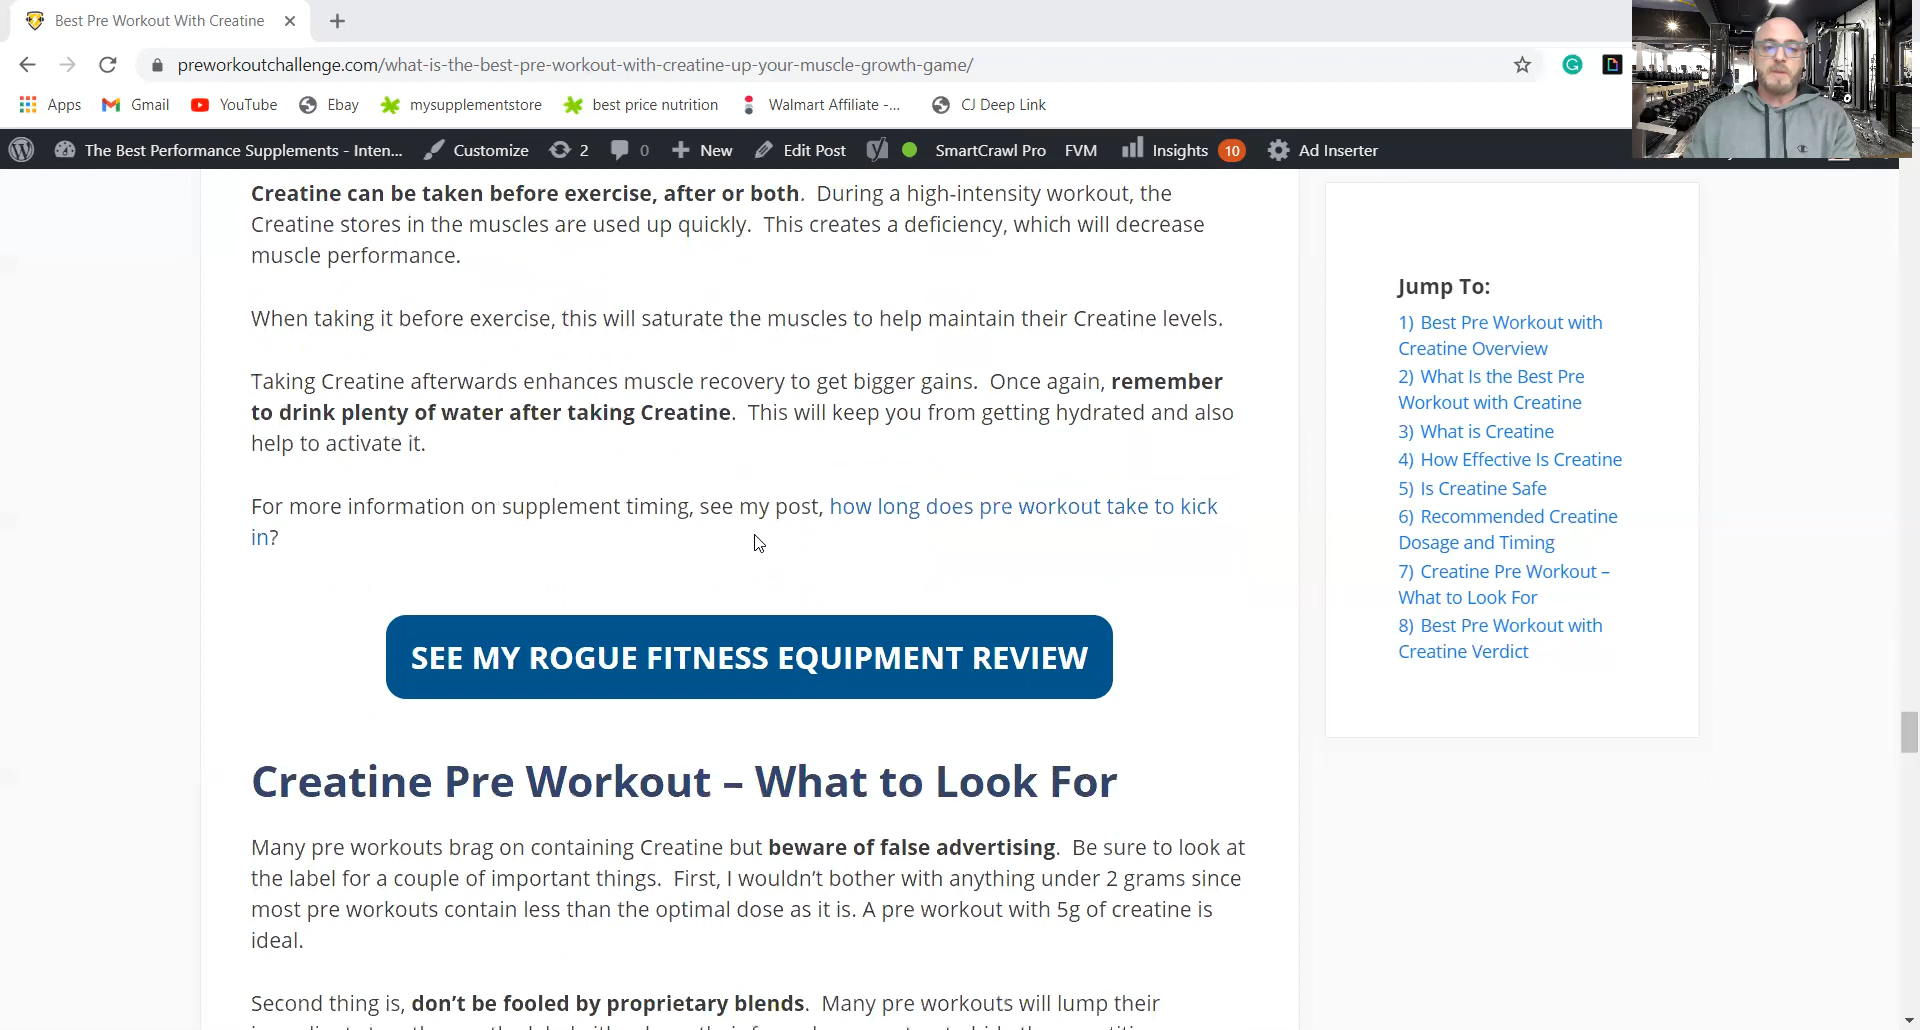 Best Pre Workout With Creatine
preworkoutchallenge.com/what-is-the-best-pre-workout-with-creatine-up-your-muscle-growth-game/
Apps Gmail YouTube Ebay mysupplementstore best price nutrition Walmart Affiliate -... CJ Deep Link
The Best Performance Supplements - Inten... Customize 2 0 New Edit Post SmartCrawl Pro FVM Insights 10 Ad Inserter
Creatine can be taken before exercise, after or both. During a high-intensity workout, the
Creatine stores in the muscles are used up quickly. This creates a deficiency, which will decrease
muscle performance.
When taking it before exercise, this will saturate the muscles to help maintain their Creatine levels.
Taking Creatine afterwards enhances muscle recovery to get bigger gains. Once again, remember
to drink plenty of water after taking Creatine. This will keep you from getting hydrated and also
help to activate it.
For more information on supplement timing, see my post, how long does pre workout take to kick
in?
SEE MY ROGUE FITNESS EQUIPMENT REVIEW
Creatine Pre Workout – What to Look For
Many pre workouts brag on containing Creatine but beware of false advertising. Be sure to look at
the label for a couple of important things. First, I wouldn't bother with anything under 2 grams since
most pre workouts contain less than the optimal dose as it is. A pre workout with 5g of creatine is
ideal.
Second thing is, don't be fooled by proprietary blends. Many pre workouts will lump their
Jump To:
1) Best Pre Workout with
Creatine Overview
2) What Is the Best Pre
Workout with Creatine
3) What is Creatine
4) How Effective Is Creatine
5) Is Creatine Safe
6) Recommended Creatine
Dosage and Timing
7) Creatine Pre Workout –
What to Look For
8) Best Pre Workout with
Creatine Verdict